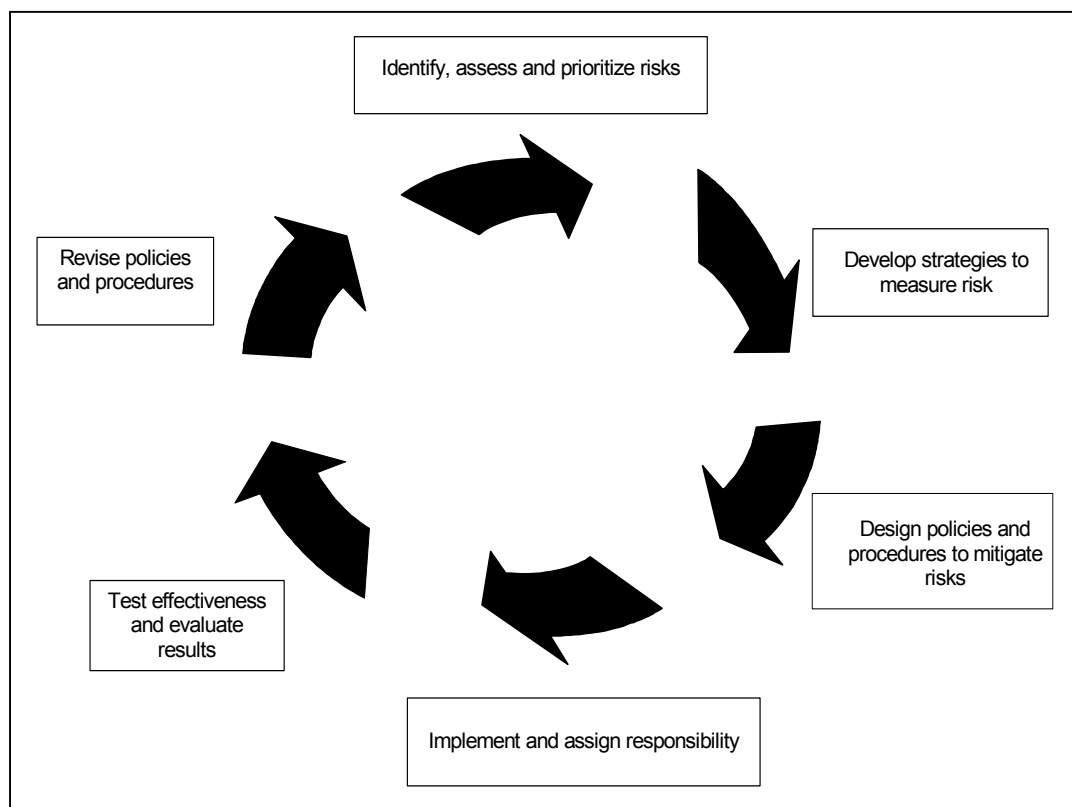 Identify, assess and prioritize risks
Develop strategies to
measure risk
Design policies and
procedures to mitigate
risks
Implement and assign responsibility
Test effectiveness
and evaluate
results
Revise policies
and procedures